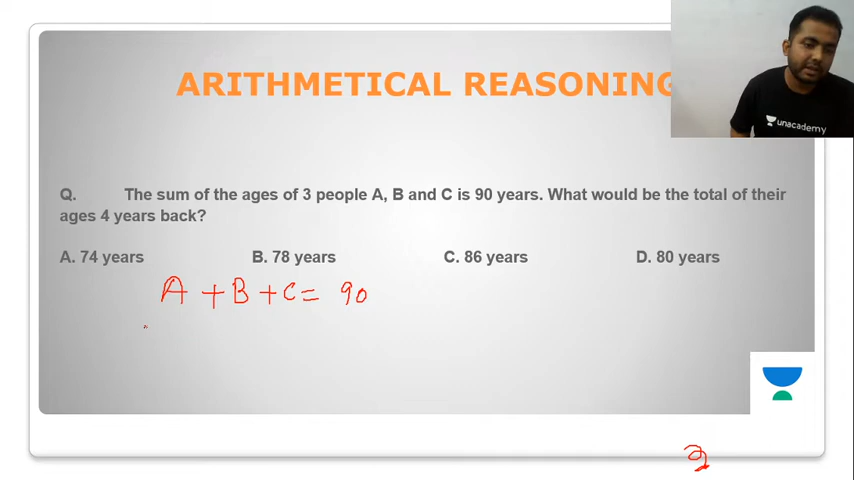 ARITHMETICAL REASONING
unacademy
Q. The sum of the ages of 3 people A, B and C is 90 years. What would be the total of their
ages 4 years back?
A. 74 years B. 78 years C. 86 years D. 80 years
A + B + C = 90